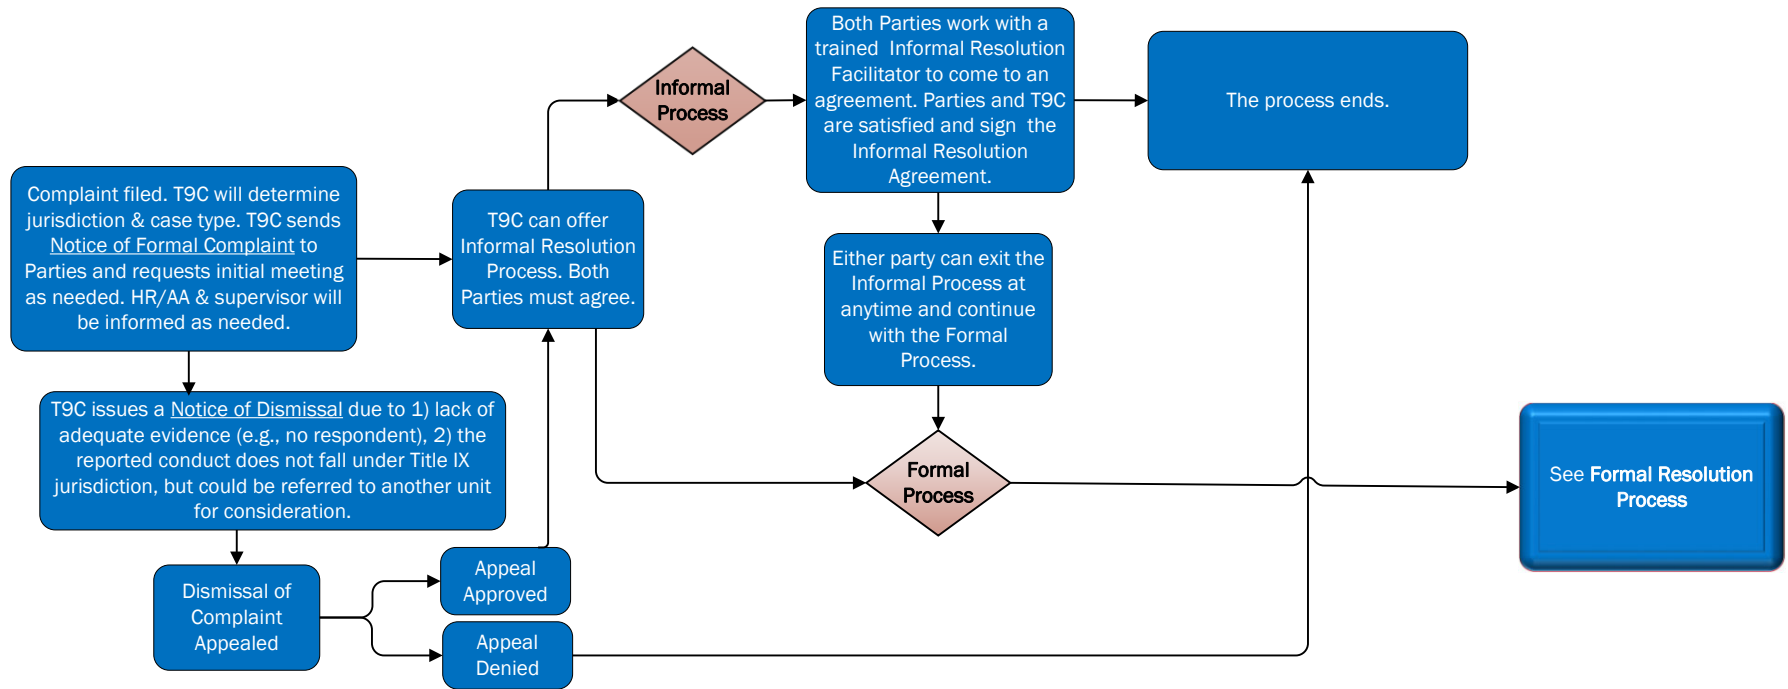 Complaint filed. T9C will determine
jurisdiction & case type. T9C sends
Notice of Formal Complaint to
Parties and requests initial meeting
as needed. HR/AA & supervisor will
be informed as needed.
T9C issues a Notice of Dismissal due to 1) lack of
adequate evidence (e.g., no respondent), 2) the
reported conduct does not fall under Title IX
jurisdiction, but could be referred to another unit
for consideration.
Dismissal of
Complaint
Appealed
Appeal
Approved
Appeal
Denied
T9C can offer
Informal Resolution
Process. Both
Parties must agree.
Informal
Process
Both Parties work with a
trained Informal Resolution
Facilitator to come to an
agreement. Parties and T9C
are satisfied and sign the
Informal Resolution
Agreement.
The process ends.
Either party can exit the
Informal Process at
anytime and continue
with the Formal
Process.
Formal
Process
See Formal Resolution
Process